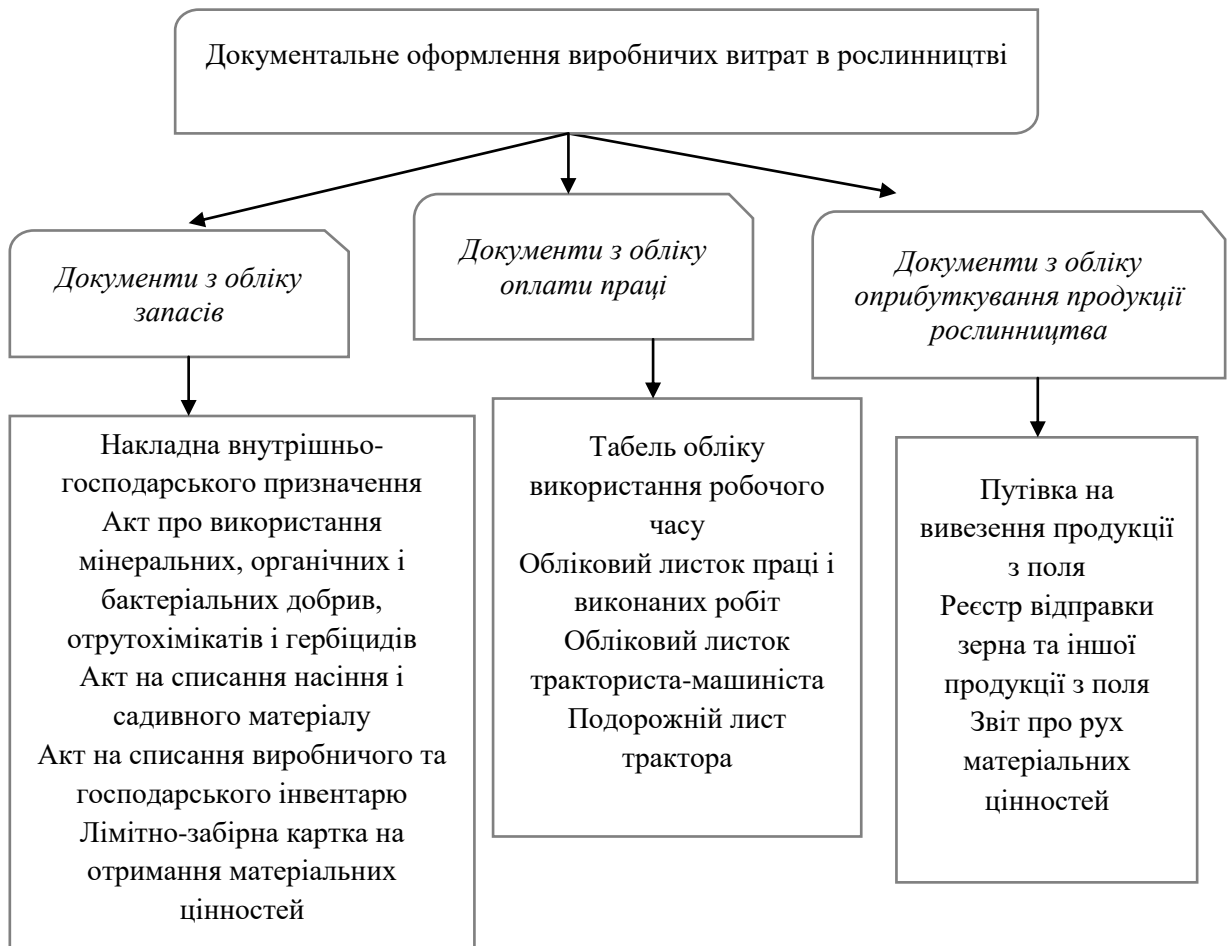 Документальне оформлення виробничих витрат в рослинництві
Документи з обліку
запасів
Документи з обліку
оплати праці
Документи з обліку
оприбуткування продукції
рослинництва
Накладна внутрішньо-
господарського призначення
Акт про використання
мінеральних, органічних і
бактеріальних добрив,
отрутохімікатів і гербіцидів
Акт на списання насіння і
садивного матеріалу
Акт на списання виробничого та
господарського інвентарю
Лімітно-забірна картка на
отримання матеріальних
цінностей
Табель обліку
використання робочого
часу
Обліковий листок праці і
виконаних робіт
Обліковий листок
тракториста-машиніста
Подорожній лист
трактора
Путівка на
вивезення продукції
з поля
Реєстр відправки
зерна та іншої
продукції з поля
Звіт про рух
матеріальних
цінностей